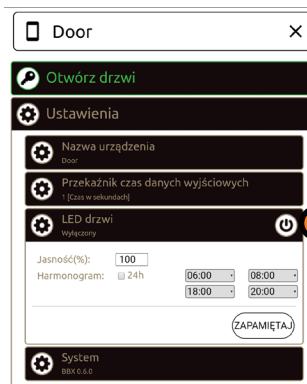 Door
Otwórz drzwi
Ustawienia
Nazwa urządzenia
Door
Przekaźnik czas danych wyjściowych
1 [Czas w sekundach]
LED drzwi
Wyłączony
Jasność(%): 100
Harmonogram: 24h 06:00 08:00
18:00 20:00
ZAPAMIĘTAJ
System
BBX 0.6.0